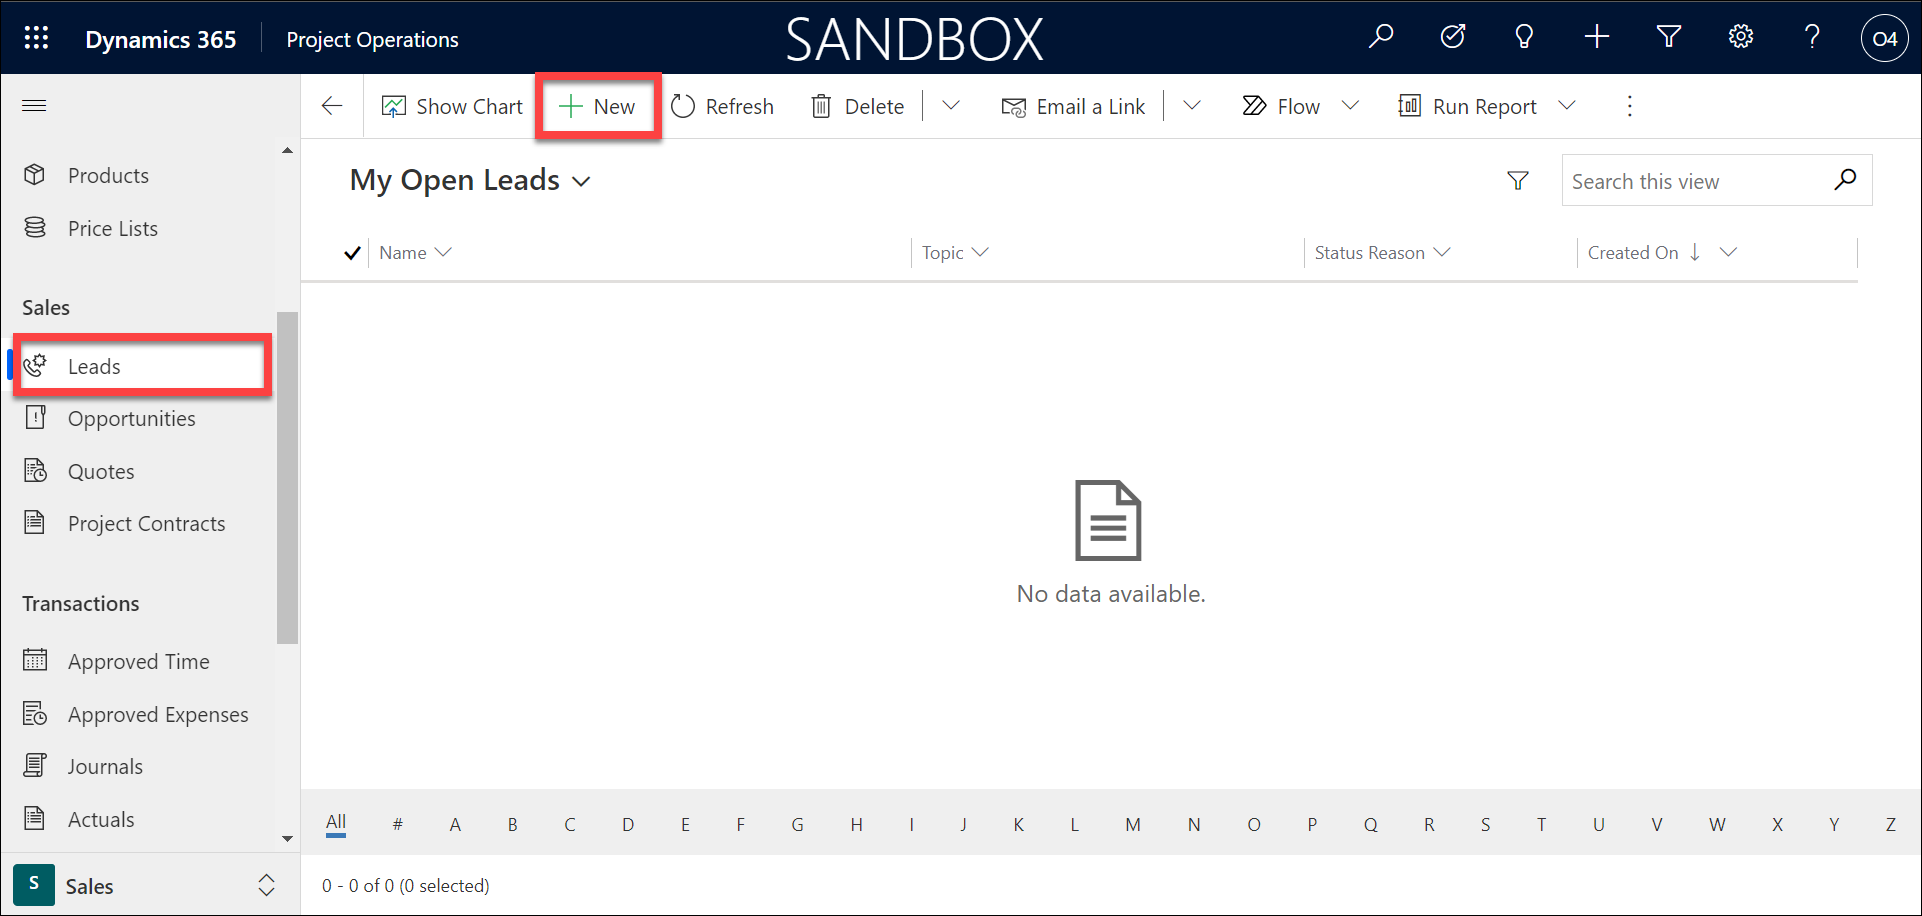 Dynamics 365
Project Operations
SANDBOX
?
O4
Show Chart
New
Refresh
Delete
Email a Link
Flow
Run Report
Products
Price Lists
Sales
Leads
Opportunities
Quotes
Project Contracts
Transactions
Approved Time
Approved Expenses
Journals
Actuals
S Sales
My Open Leads
Search this view
Name Topic Status Reason Created On
No data available.
All # A B C D E F G H I J K L M N O P Q R S T U V W X Y Z
0 - 0 of 0 (0 selected)